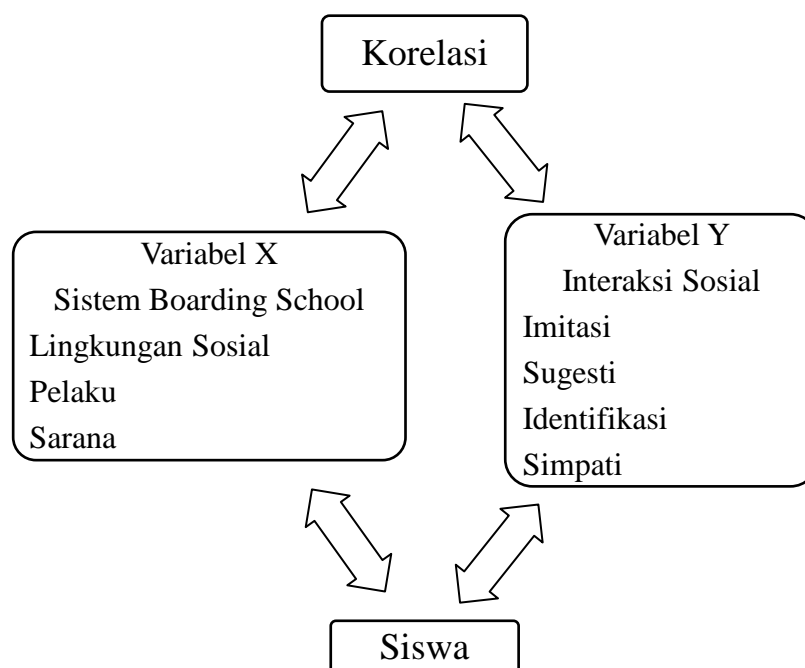 Korelasi
Variabel X
Sistem Boarding School
Lingkungan Sosial
Pelaku
Sarana
Variabel Y
Interaksi Sosial
Imitasi
Sugesti
Identifikasi
Simpati
Siswa